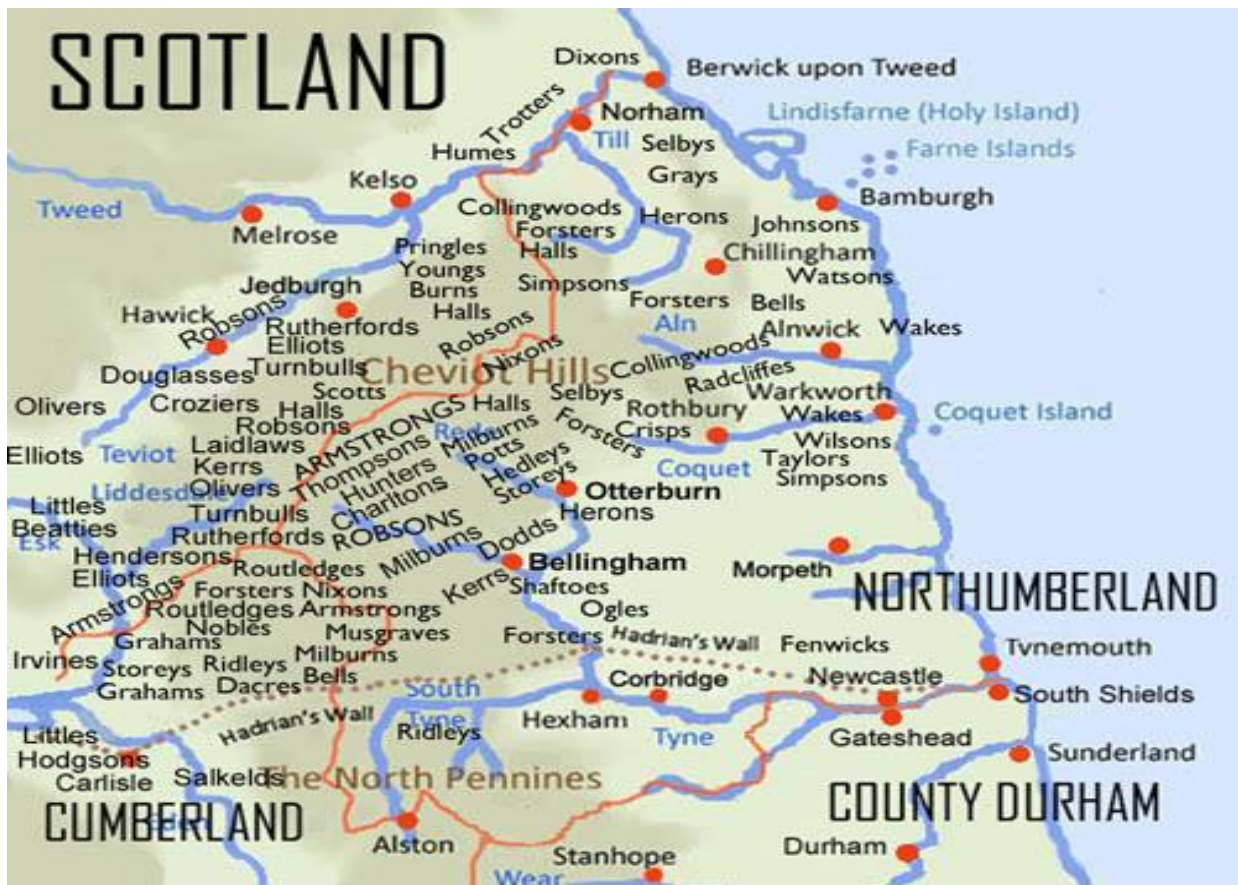 SCOTLAND
Dixons
Berwick upon Tweed
Trotters
Norham
Lindisfarne (Holy Island)
Till
Selbys
Farne Islands
Humes
Grays
Kelso
Bamburgh
Tweed
Collingwoods
Herons
Johnsons
Melrose
Forsters
Pringles
Halls
Chillingham
Youngs
Watsons
Jedburgh
Burns
Simpsons
Forsters
Bells
Hawick
Robsons
Halls
Rutherfords
Robsons
Aln
Alnwick
Wakes
Elliots
Nixons
Collingwoods
Douglasses
Turnbulls
Cheviot Hills
Radcliffes
Scotts
Selbys
Warkworth
Olivers
Croziers
Halls
ARMSTRONGS
Halls
Rothbury
Wakes
Coquet Island
Robsons
Rede
Milburns
Forsters
Crisps
Wilsons
Elliots
Teviot
Laidlaws
Thompsons
Potts
Taylors
Kerrs
Hunters
Hedleys
Coquet
Simpsons
Liddesdale
Olivers
Charltons
Storeys
Otterburn
Littles
Turnbulls
Herons
Beatties
Rutherfords
ROBSONS
Dodds
Esk
Hendersons
Milburns
Bellingham
Morpeth
Elliots
Routledges
Kerrs
Shaftoes
NORTHUMBERLAND
Armstrongs
Forsters
Nixons
Routledges
Armstrongs
Ogles
Nobles
Musgraves
Forsters
Hadrian's Wall
Fenwicks
Tynemouth
Grahams
Milburns
Irvines
Storeys
Ridleys
Bells
Corbridge
Newcastle
Grahams
Dacres
South
Tyne
South Shields
Hadrian's Wall
Hexham
Littles
Ridleys
Tyne
Gateshead
Hodgsons
Sunderland
Carlisle
Salkelds
The North Pennines
CUMBERLAND
Eden
COUNTY DURHAM
Alston
Stanhope
Durham
Wear